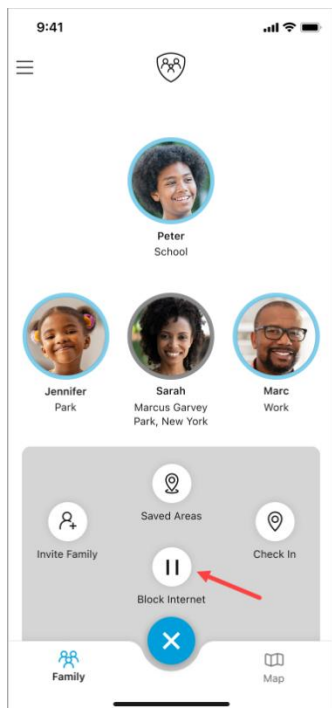 9:41
Peter
School
Jennifer
Park
Sarah
Marcus Garvey
Park, New York
Marc
Work
Saved Areas
Invite Family
Check In
Block Internet
Family
Map